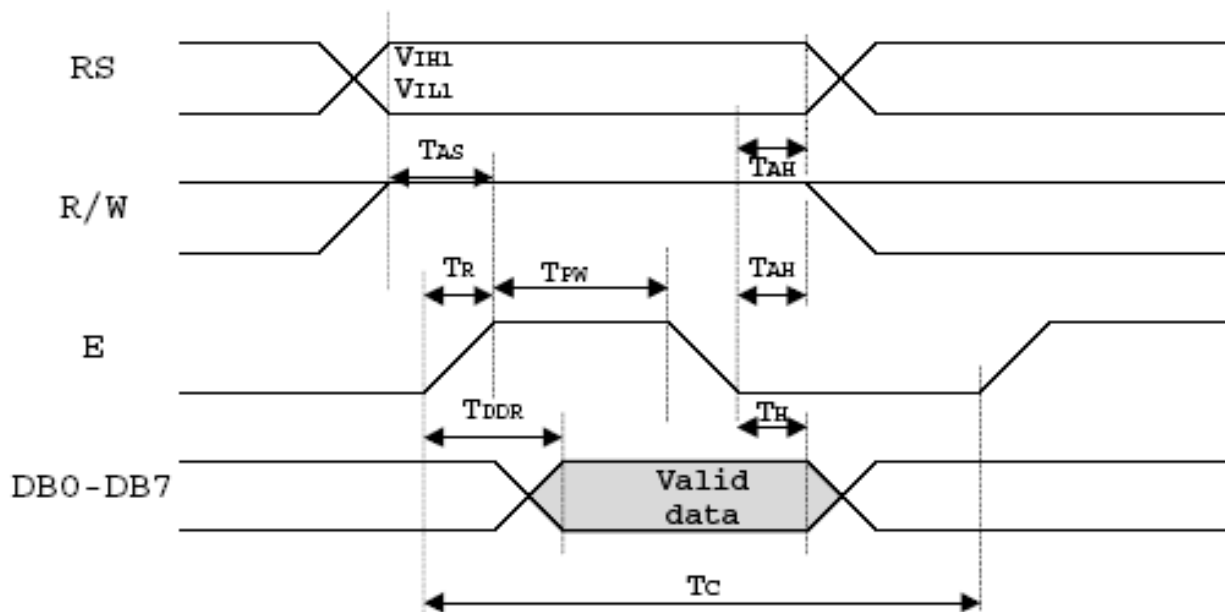 RS
VIH1
VIL1
TAS
TAH
R/W
TR
TPW
TAH
E
TDDR
TH
DB0-DB7
Valid
data
TC